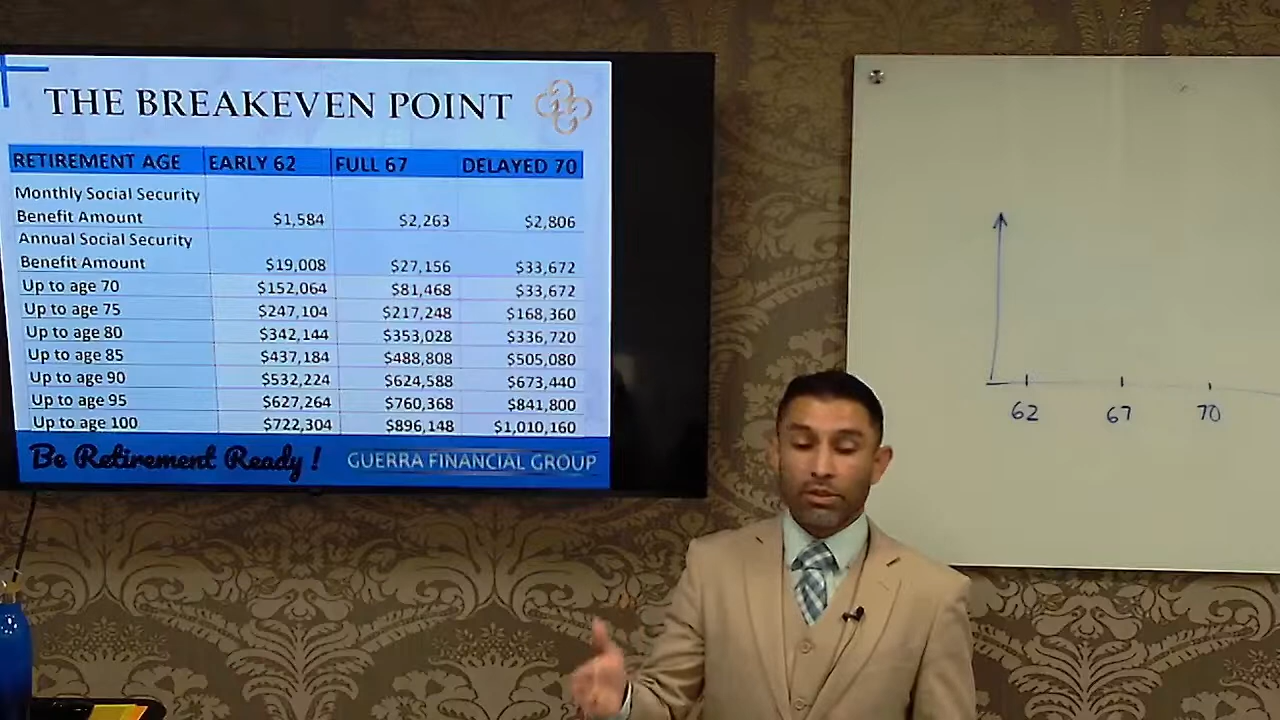 THE BREAKEVEN POINT
RETIREMENT AGE EARLY 62 FULL 67 DELAYED 70
Monthly Social Security
Benefit Amount $1,584 $2,263 $2,806
Annual Social Security
Benefit Amount $19,008 $27,156 $33,672
Up to age 70 $152,064 $81,468 $33,672
Up to age 75 $247,104 $217,248 $168,360
Up to age 80 $342,144 $353,028 $336,720
Up to age 85 $437,184 $488,808 $505,080
Up to age 90 $532,224 $624,588 $673,440
Up to age 95 $627,264 $760,368 $841,800
Up to age 100 $722,304 $896,148 $1,010,160
Be Retirement Ready! GUERRA FINANCIAL GROUP
62 67 70